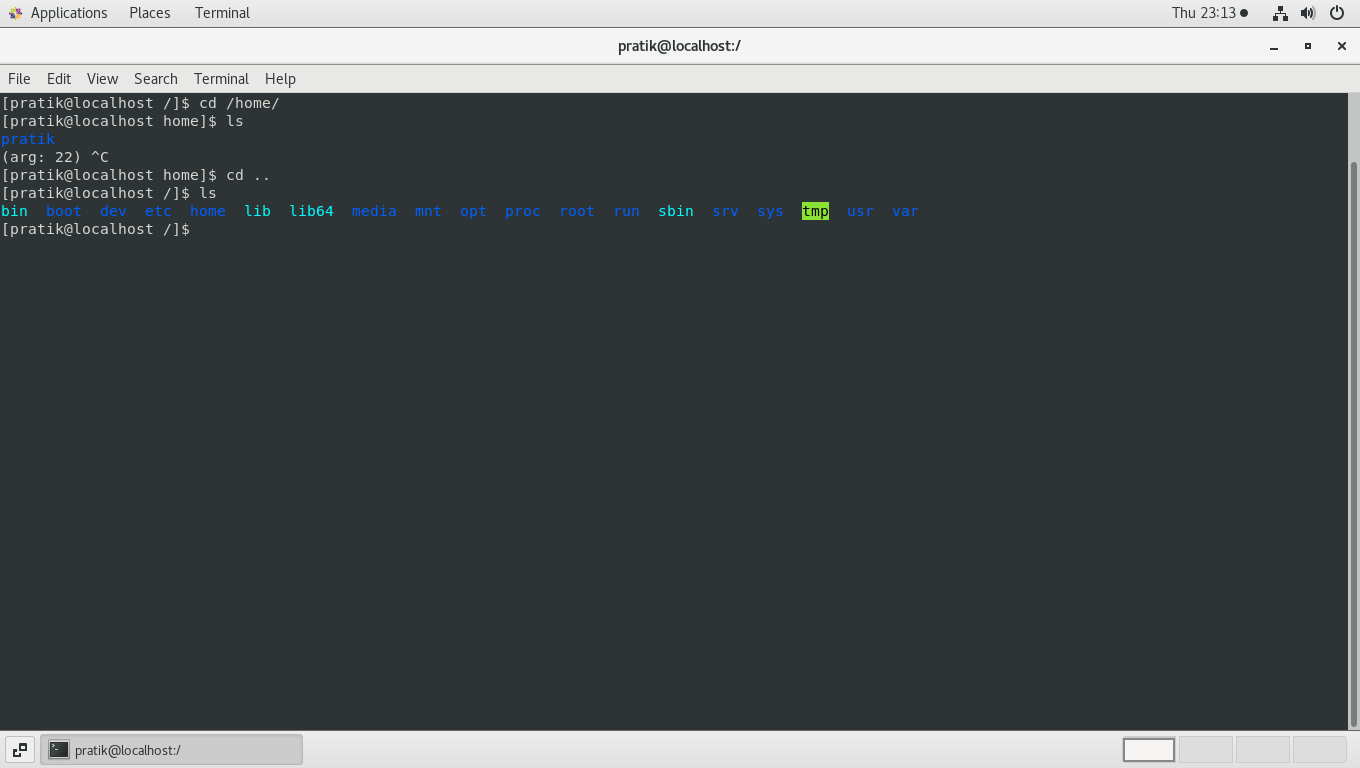 Applications Places Terminal Thu 23:13
pratik@localhost:/
File Edit View Search Terminal Help
[pratik@localhost /]$ cd /home/
[pratik@localhost home]$ ls
pratik
(arg: 22) ^C
[pratik@localhost home]$ cd ..
[pratik@localhost /]$ ls
bin boot dev etc home lib lib64 media mnt opt proc root run sbin srv sys tmp usr var
[pratik@localhost /]$
pratik@localhost:/